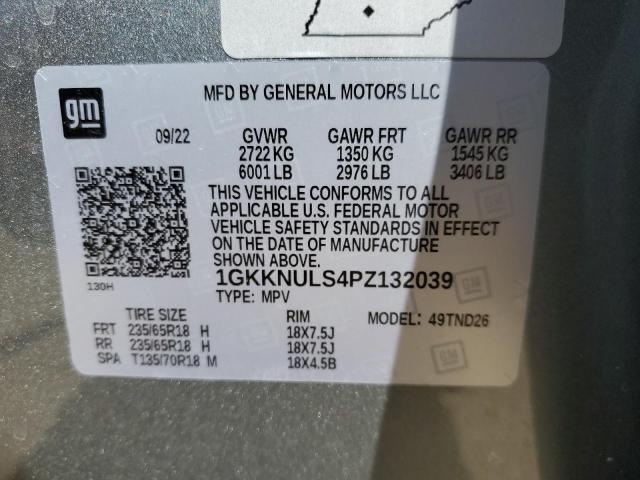 gm
MFD BY GENERAL MOTORS LLC
09/22 GVWR GAWR FRT GAWR RR
2722 KG 1350 KG 1545 KG
6001 LB 2976 LB 3406 LB
THIS VEHICLE CONFORMS TO ALL
APPLICABLE U.S. FEDERAL MOTOR
VEHICLE SAFETY STANDARDS IN EFFECT
ON THE DATE OF MANUFACTURE
SHOWN ABOVE.
130H
1GKKNULS4PZ132039
TYPE: MPV
TIRE SIZE RIM MODEL: 49TND26
FRT 235/65R18 H 18X7.5J
RR 235/65R18 H 18X7.5J
SPA T135/70R18 M 18X4.5B